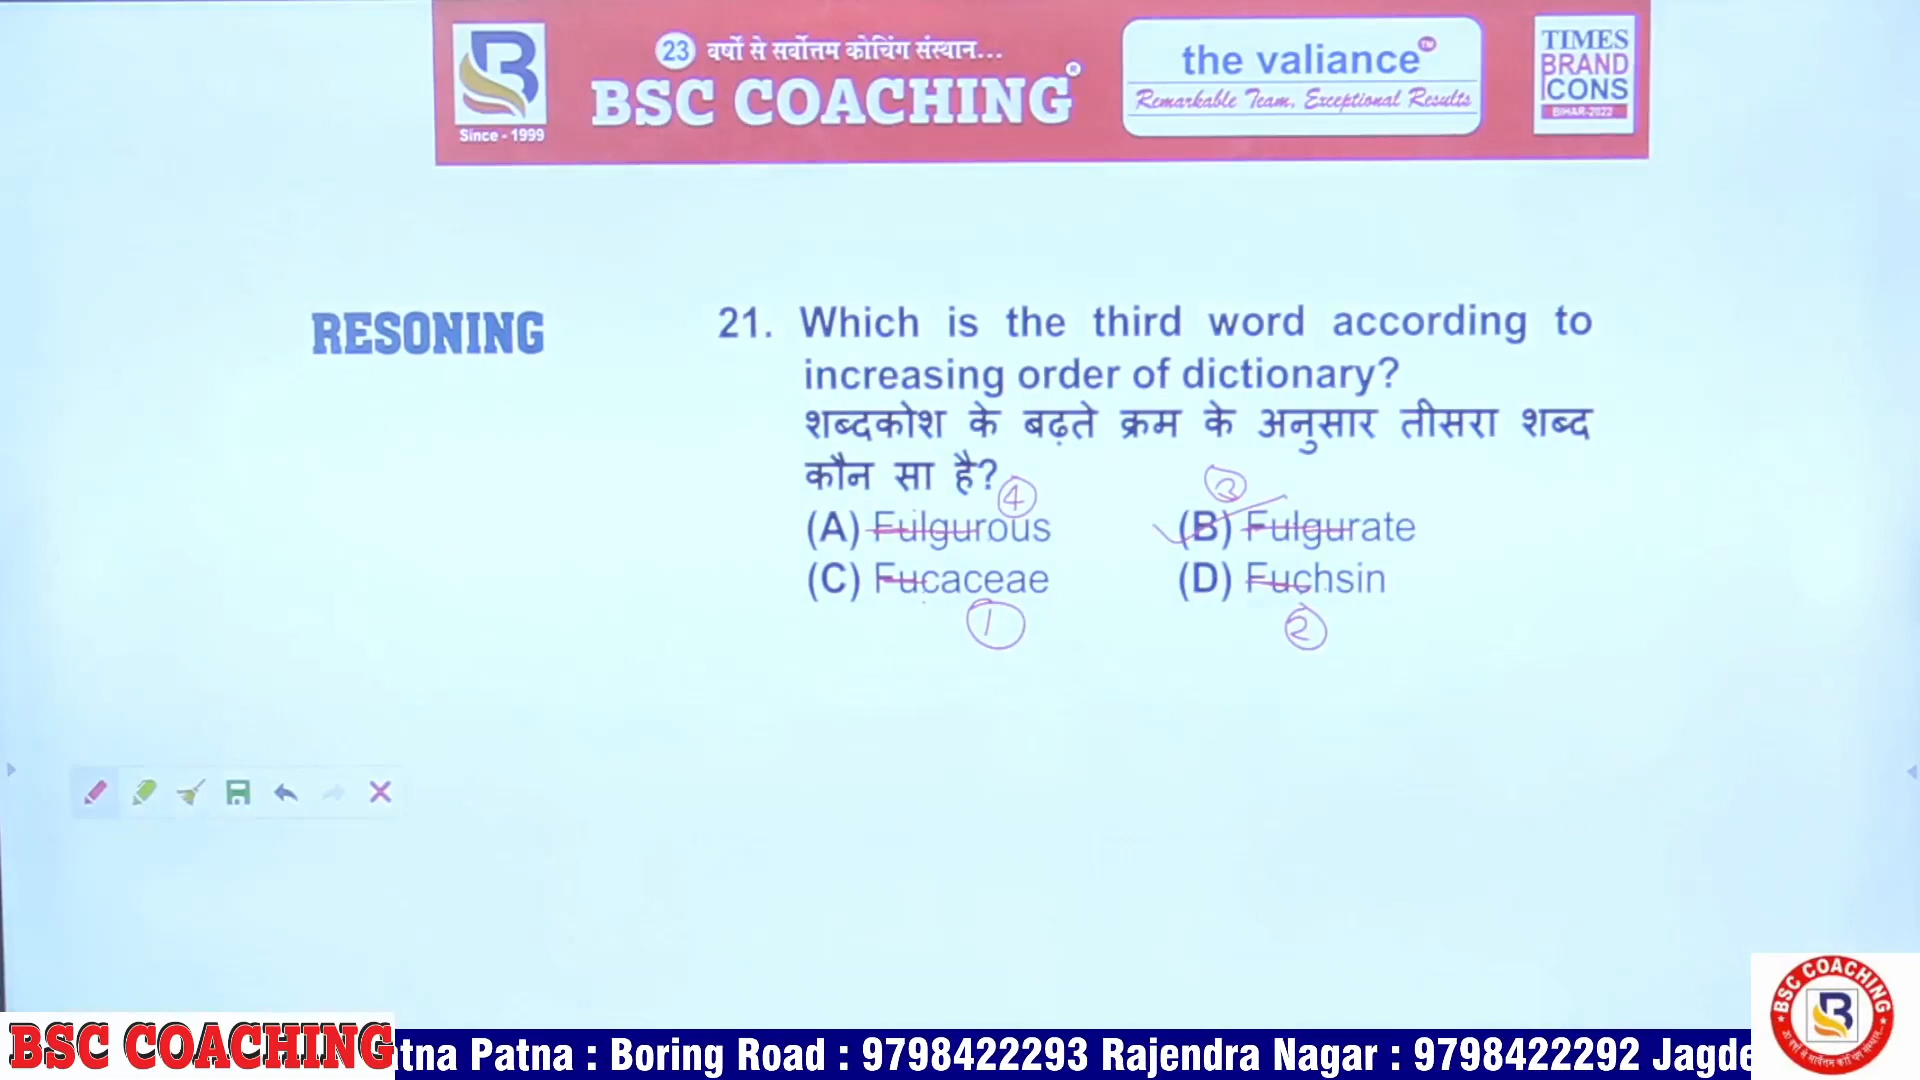 23 वर्षों से सर्वोत्तम कोचिंग संस्थान...
BSC COACHING®
Since - 1999
the valiance™
Remarkable Team, Exceptional Results
TIMES
BRAND
ICONS
BIHAR-2022
RESONING
21. Which is the third word according to
increasing order of dictionary?
शब्दकोश के बढ़ते क्रम के अनुसार तीसरा शब्द
कौन सा है?
4
3
(A) Fulgurous (B) Fulgurate
(C) Fucaceae (D) Fuchsin
1
2
BSC COACHING
BSC COACHING tna Patna : Boring Road : 9798422293 Rajendra Nagar : 9798422292 Jagde